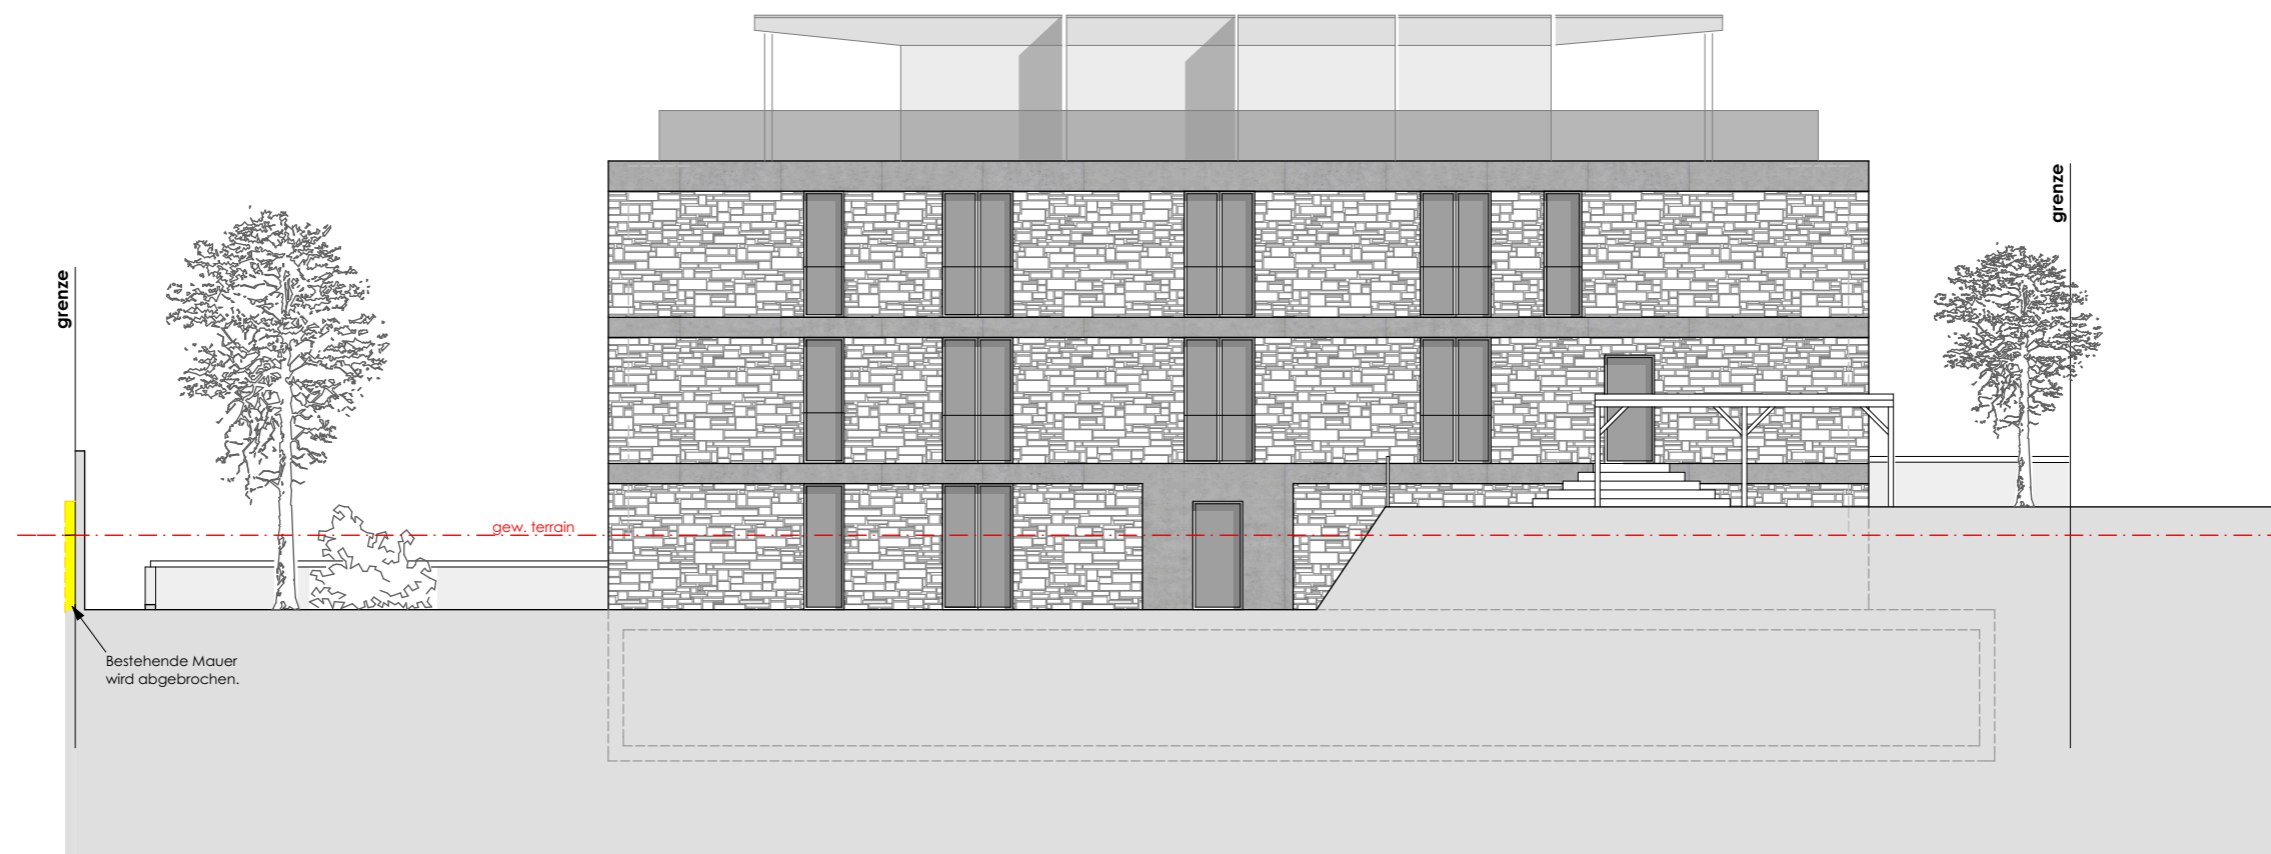 grenze
grenze
gew. terrain
Bestehende Mauer
wird abgebrochen.